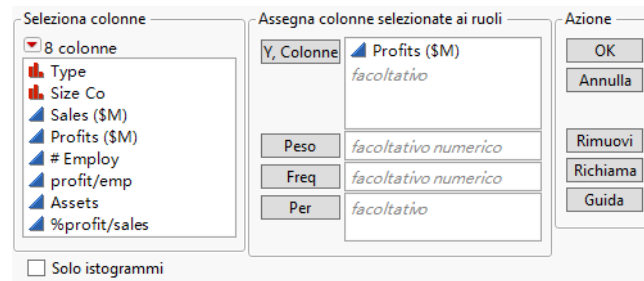 Seleziona colonne
8 colonne
Type
Size Co
Sales ($M)
Profits ($M)
# Employ
profit/emp
Assets
%profit/sales
Solo istogrammi
Assegna colonne selezionate ai ruoli
Y, Colonne
Profits ($M)
facoltativo
Peso
facoltativo numerico
Freq
facoltativo numerico
Per
facoltativo
Azione
OK
Annulla
Rimuovi
Richiama
Guida